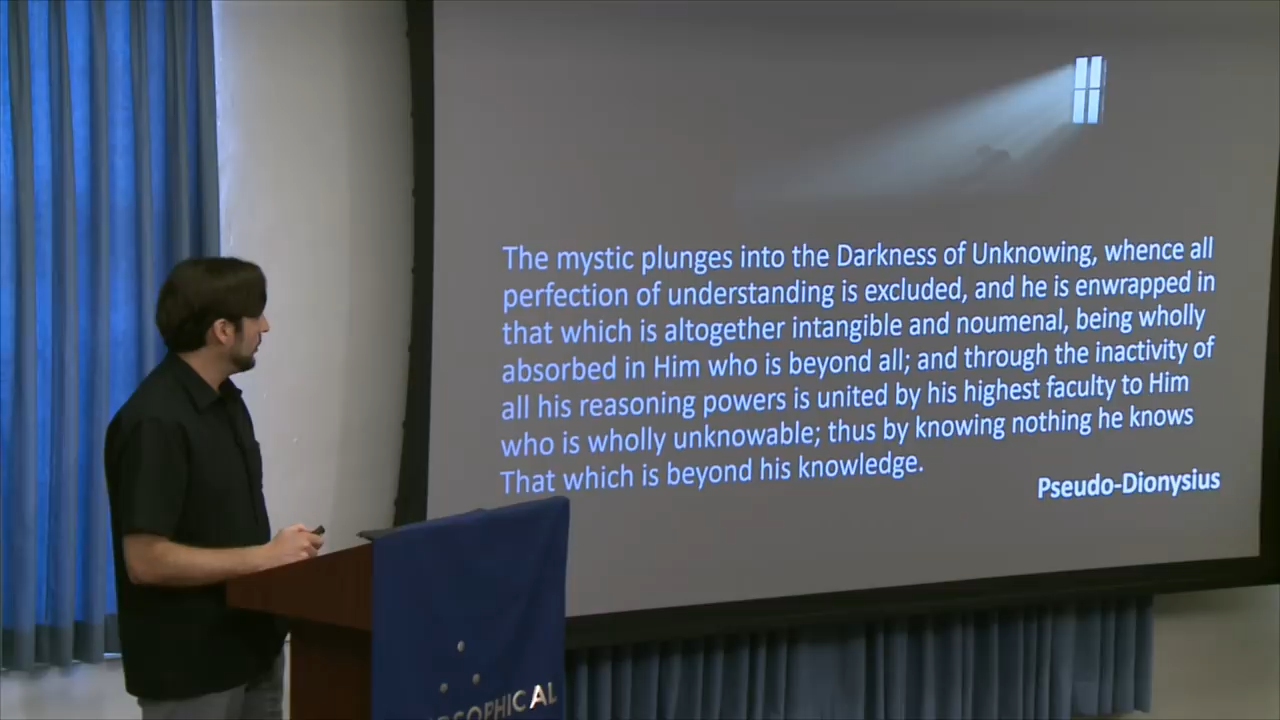 The mystic plunges into the Darkness of Unknowing, whence all
perfection of understanding is excluded, and he is enwrapped in
that which is altogether intangible and noumenal, being wholly
absorbed in Him who is beyond all; and through the inactivity of
all his reasoning powers is united by his highest faculty to Him
who is wholly unknowable; thus by knowing nothing he knows
That which is beyond his knowledge.
Pseudo-Dionysius